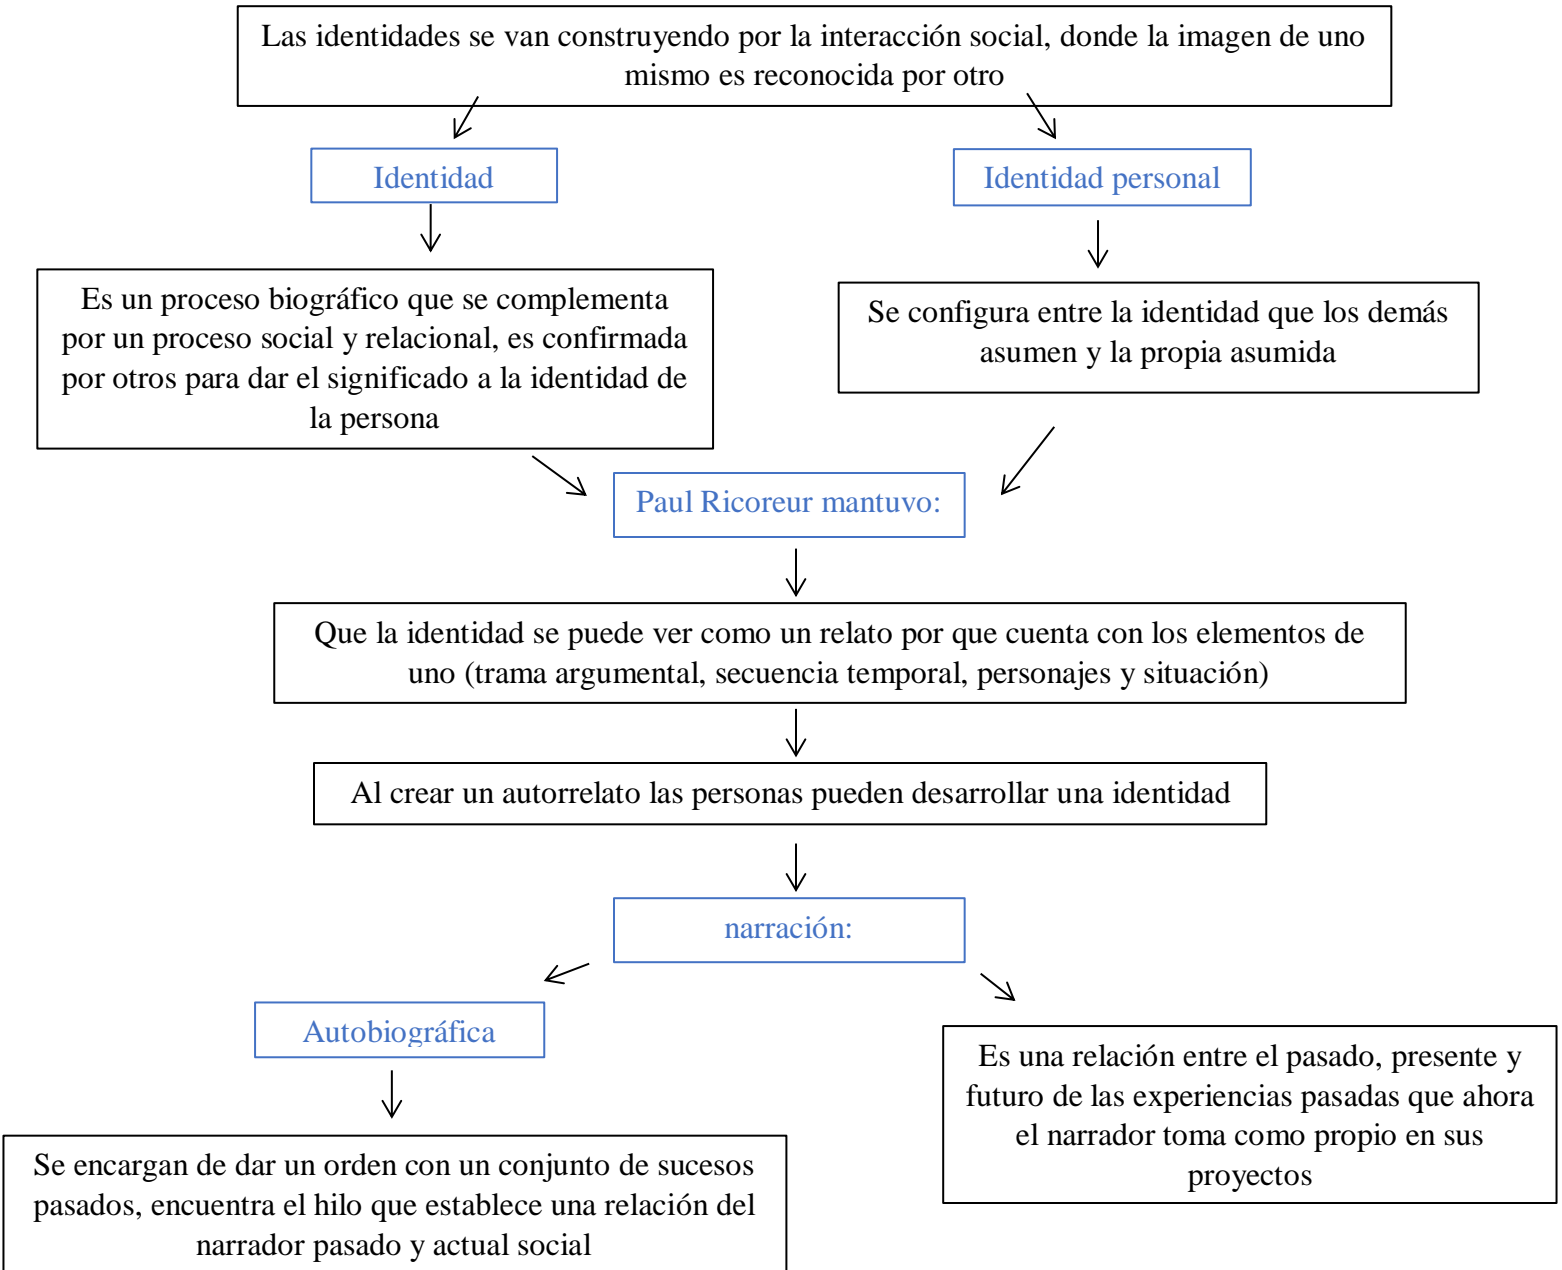 Las identidades se van construyendo por la interacción social, donde la imagen de uno
mismo es reconocida por otro
Identidad
Identidad personal
Es un proceso biográfico que se complementa
por un proceso social y relacional, es confirmada
por otros para dar el significado a la identidad de
la persona
Se configura entre la identidad que los demás
asumen y la propia asumida
Paul Ricoreur mantuvo:
Que la identidad se puede ver como un relato por que cuenta con los elementos de
uno (trama argumental, secuencia temporal, personajes y situación)
Al crear un autorrelato las personas pueden desarrollar una identidad
narración:
Autobiográfica
Es una relación entre el pasado, presente y
futuro de las experiencias pasadas que ahora
el narrador toma como propio en sus
proyectos
Se encargan de dar un orden con un conjunto de sucesos
pasados, encuentra el hilo que establece una relación del
narrador pasado y actual social